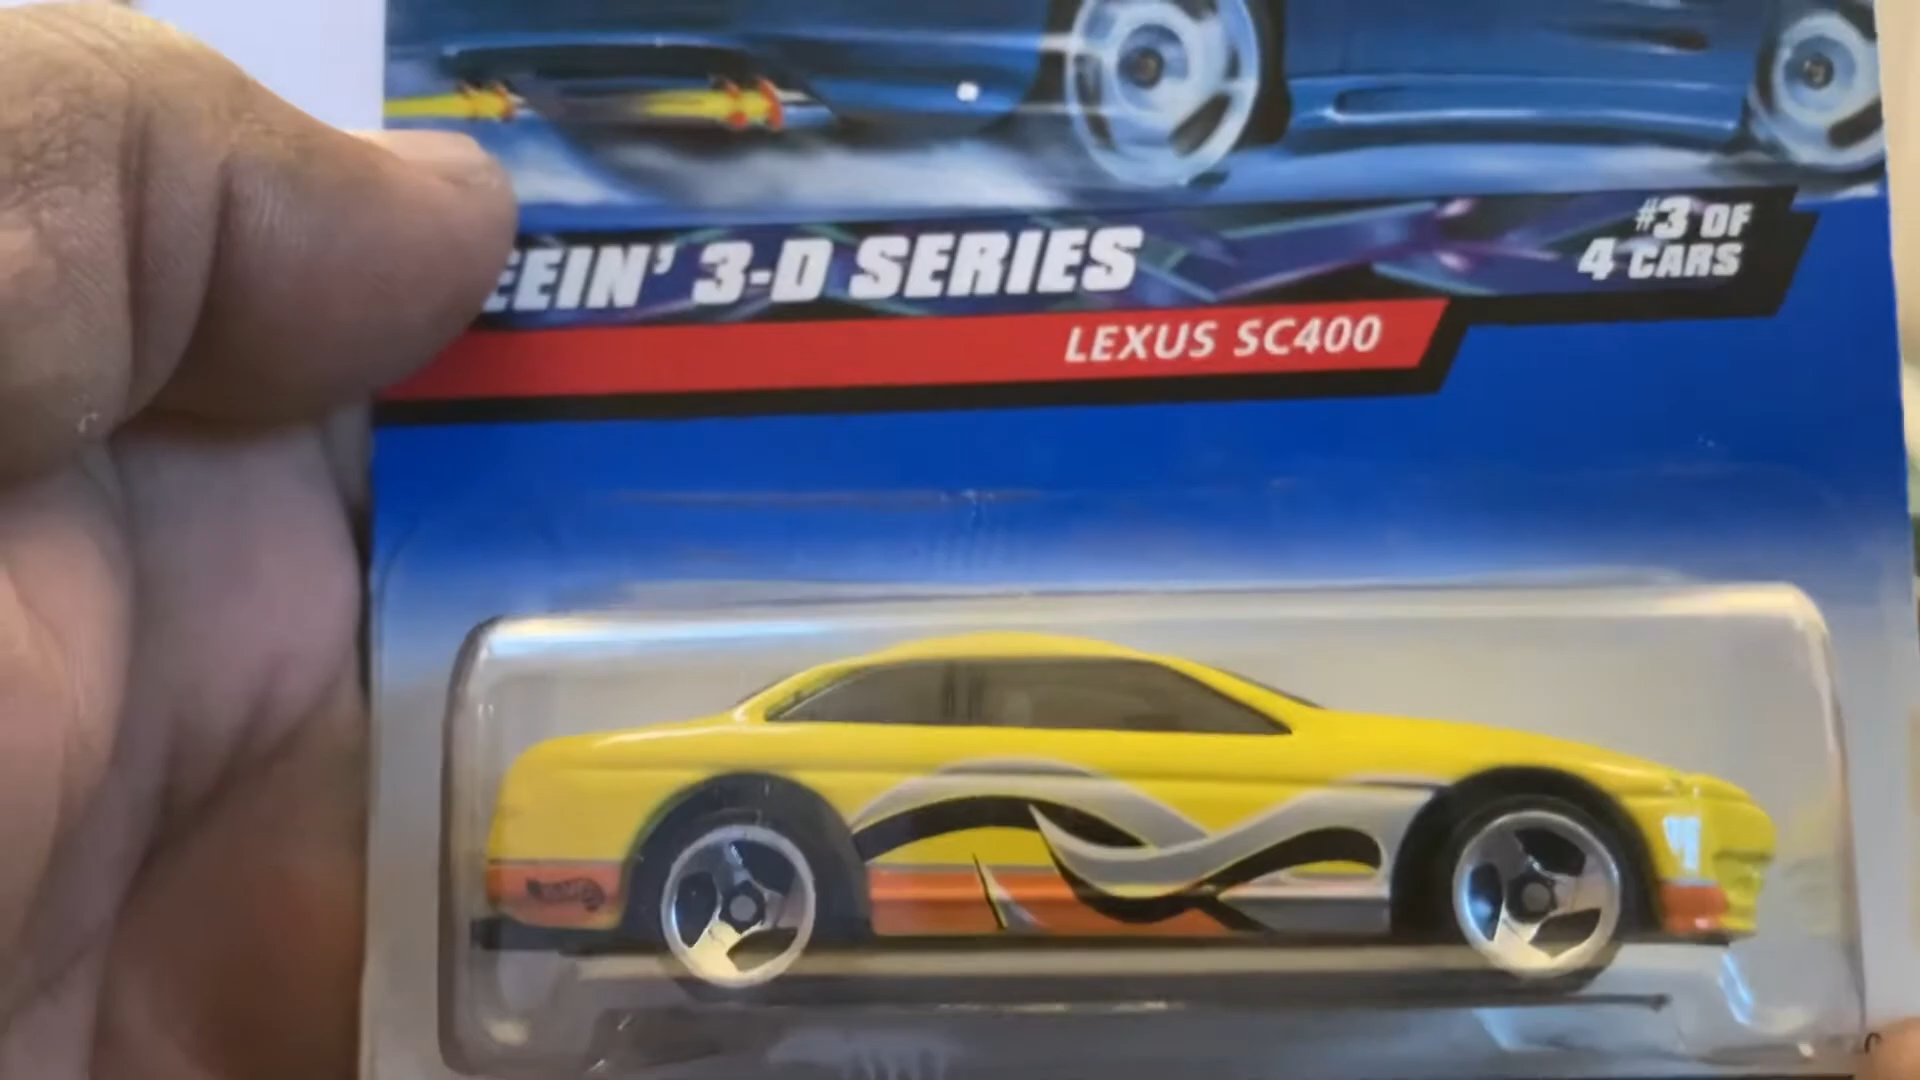 EEIN' 3-D SERIES
#3 OF
4 CARS
LEXUS SC400